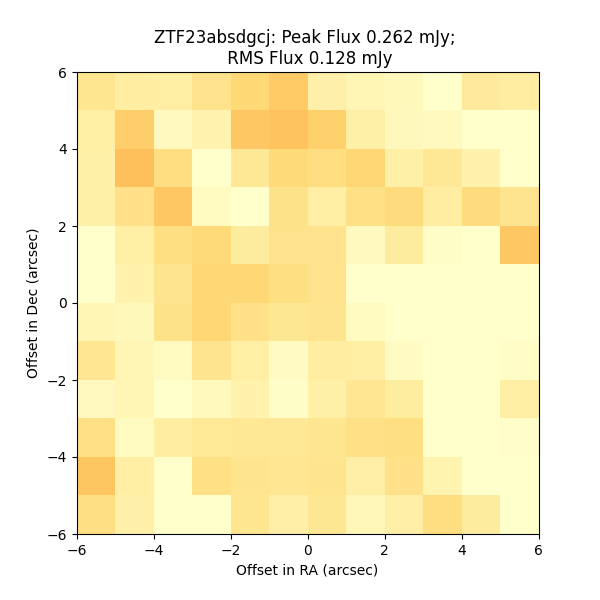 ZTF23absdgcj: Peak Flux 0.262 mJy;
RMS Flux 0.128 mJy
6
4
2
0
−2
−4
−6
Offset in Dec (arcsec)
−6 −4 −2 0 2 4 6
Offset in RA (arcsec)